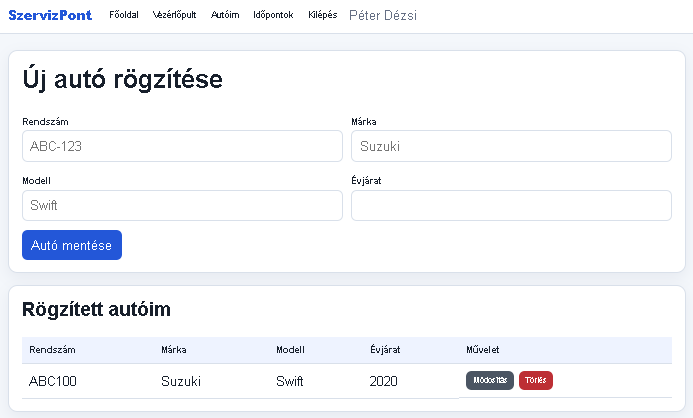 SzervizPont Főoldal Vezérlőpult Autóim Időpontok Kilépés Péter Dézsi
Új autó rögzítése
Rendszám Márka
ABC-123 Suzuki
Modell Évjárat
Swift
Autó mentése
Rögzített autóim
Rendszám Márka Modell Évjárat Művelet
ABC100 Suzuki Swift 2020 Módosítás Törlés